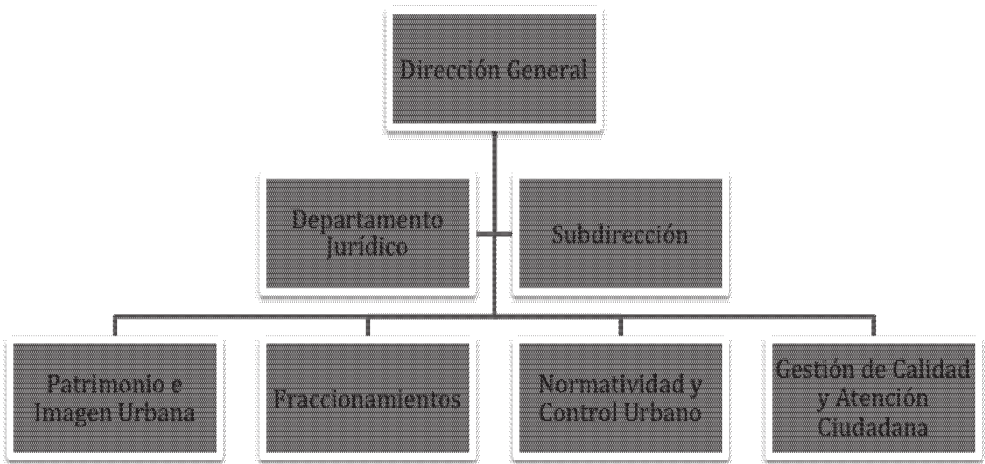 Dirección General
Departamento
Jurídico
Subdirección
Patrimonio e
Imagen Urbana
Fraccionamientos
Normatividad y
Control Urbano
Gestión de Calidad
y Atención
Ciudadana